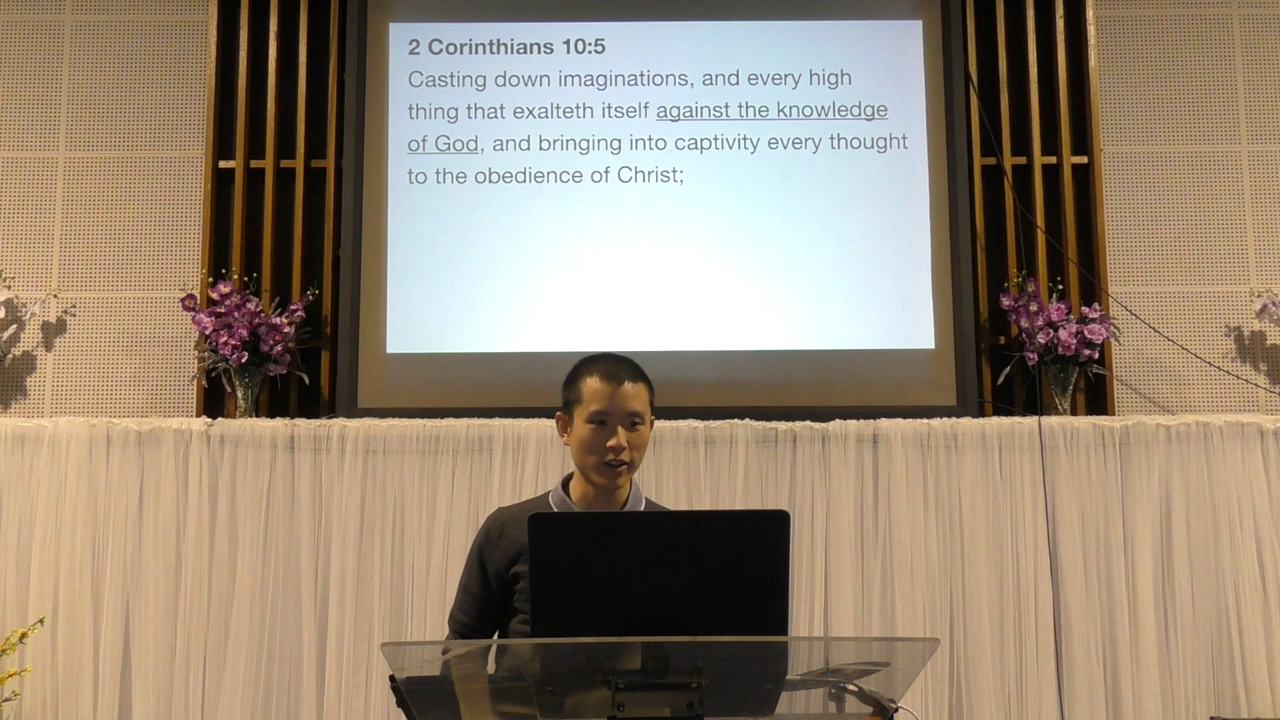 2 Corinthians 10:5
Casting down imaginations, and every high
thing that exalteth itself against the knowledge
of God, and bringing into captivity every thought
to the obedience of Christ;